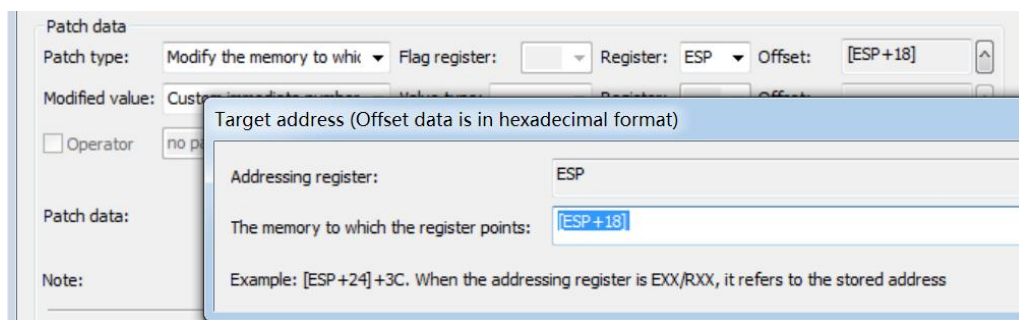 Patch data
Patch type: Modify the memory to whic Flag register: Register: ESP Offset: [ESP+18]
Modified value:
Target address (Offset data is in hexadecimal format)
Operator no pa
Addressing register: ESP
Patch data:
The memory to which the register points: [ESP+18]
Note:
Example: [ESP+24]+3C. When the addressing register is EXX/RXX, it refers to the stored address